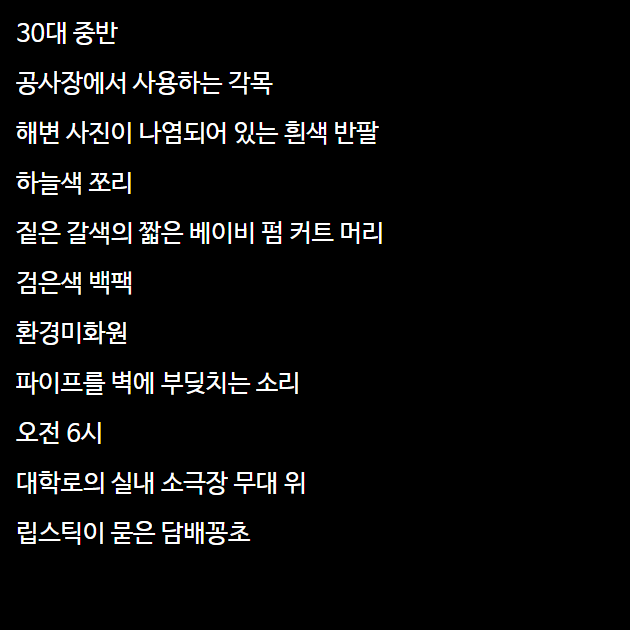 30대 중반
공사장에서 사용하는 각목
해변 사진이 나염되어 있는 흰색 반팔
하늘색 쪼리
짙은 갈색의 짧은 베이비 펌 커트 머리
검은색 백팩
환경미화원
파이프를 벽에 부딪치는 소리
오전 6시
대학로의 실내 소극장 무대 위
립스틱이 묻은 담배꽁초